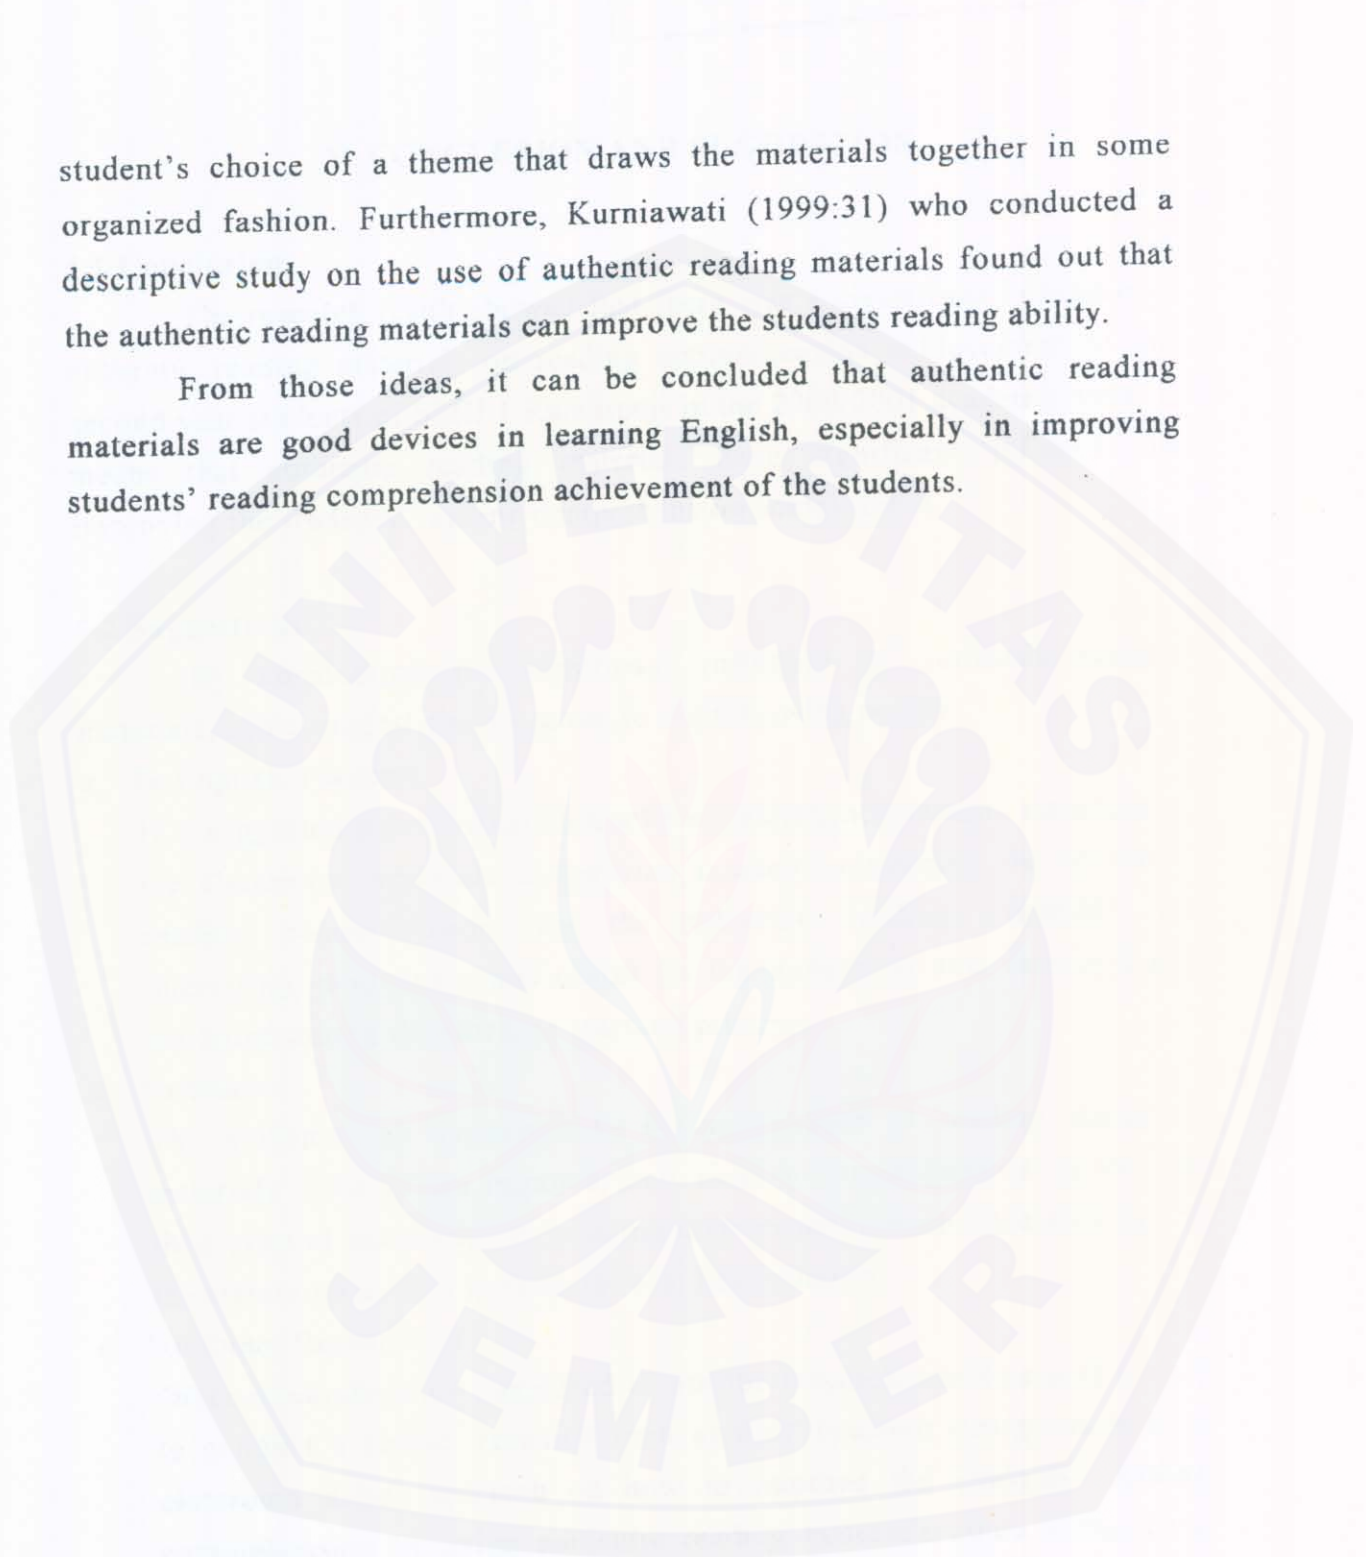 student's choice of a theme that draws the materials together in some
organized fashion. Furthermore, Kurniawati (1999:31) who conducted a
descriptive study on the use of authentic reading materials found out that
the authentic reading materials can improve the students reading ability.
From those ideas, it can be concluded that authentic reading
materials are good devices in learning English, especially in improving
students' reading comprehension achievement of the students.
UNIVERSITAS
JEMBER